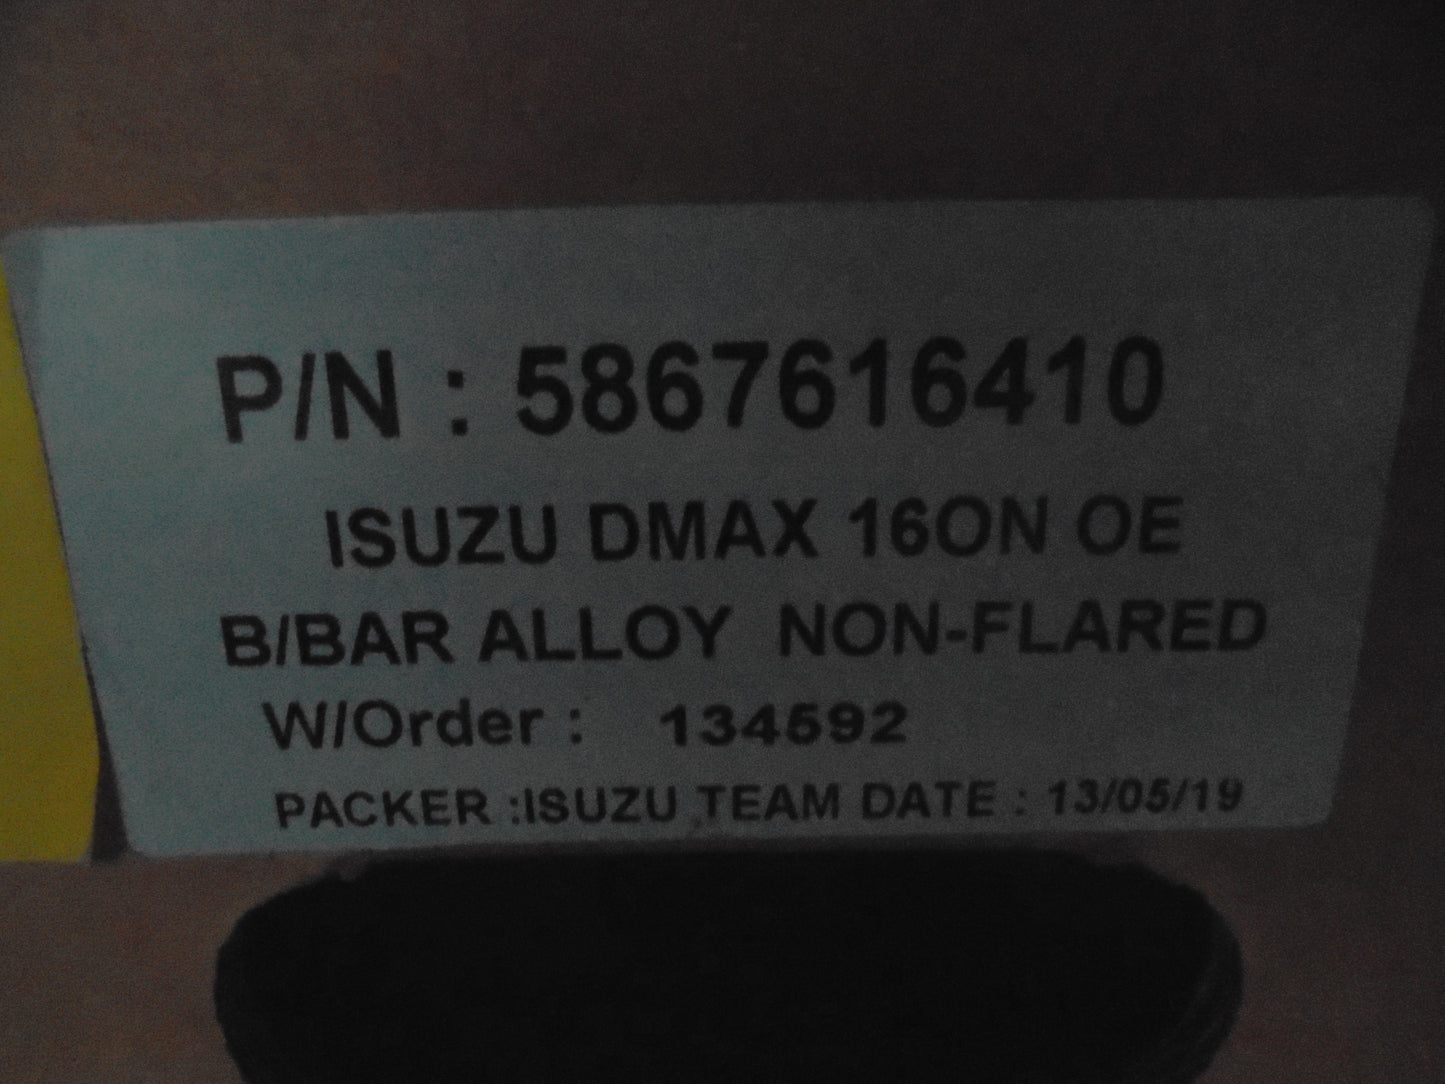 P/N : 5867616410
ISUZU DMAX 16ON OE
B/BAR ALLOY NON-FLARED
W/Order : 134592
PACKER :ISUZU TEAM DATE : 13/05/19